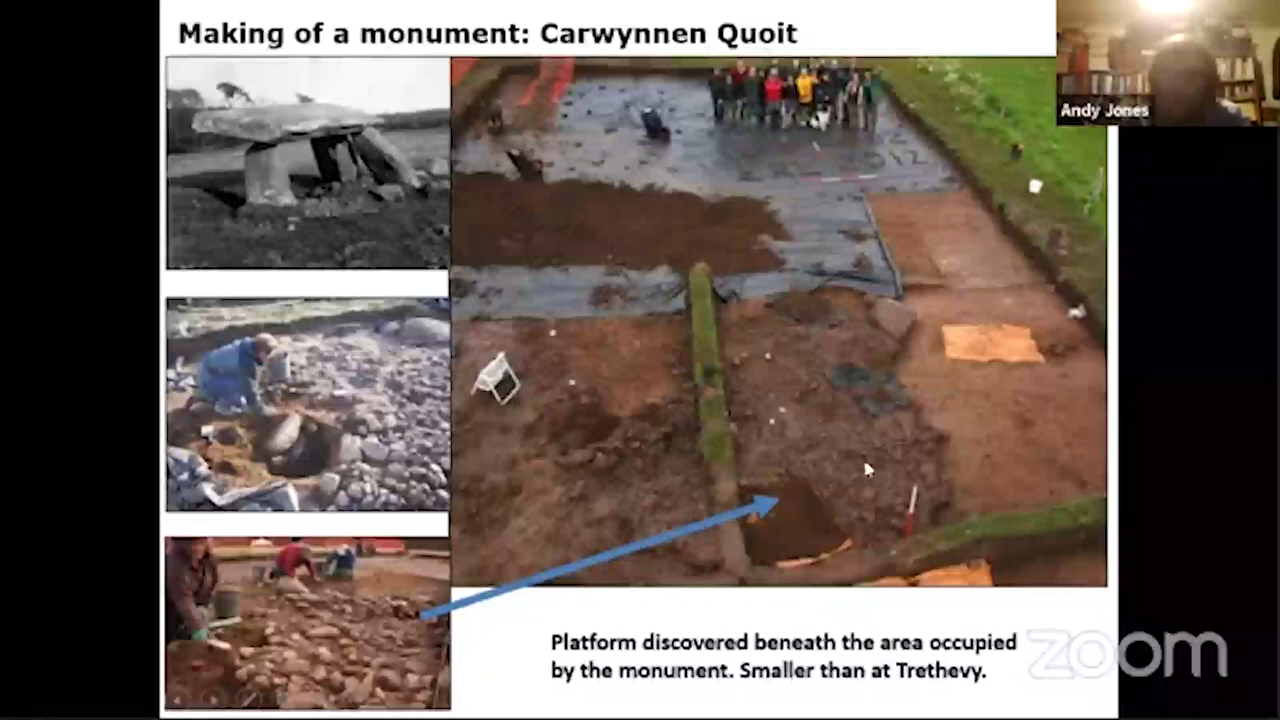 Making of a monument: Carwynnen Quoit
Andy Jones
2012
Platform discovered beneath the area occupied
by the monument. Smaller than at Trethevy.
zoom